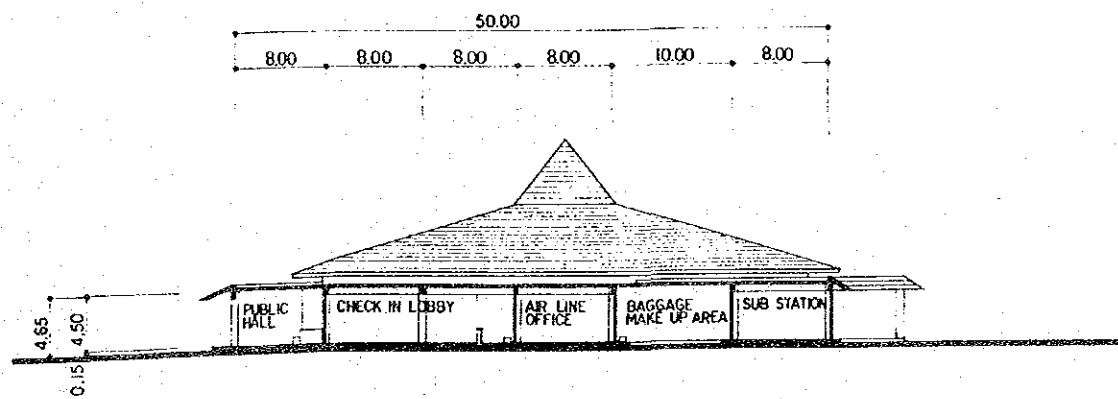 50.00
8.00 8.00 8.00 8.00 10.00 8.00
PUBLIC HALL
CHECK IN LOBBY
AIR LINE OFFICE
BAGGAGE MAKE UP AREA
SUB STATION
4.65
4.50
0.15